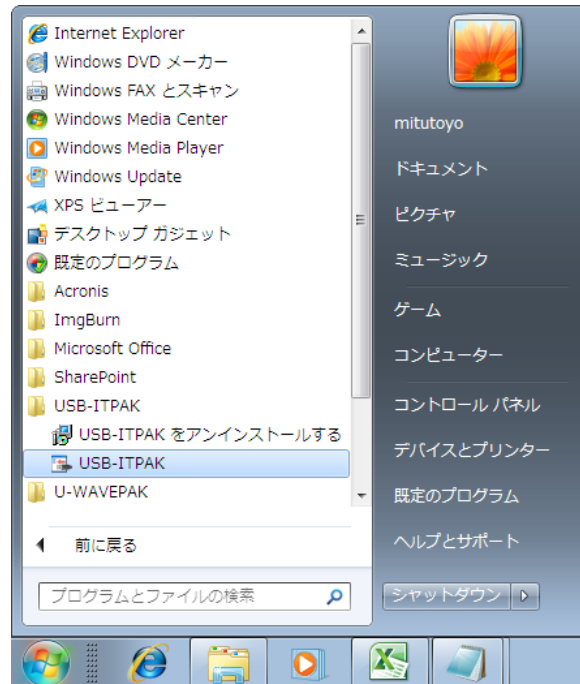 Internet Explorer
Windows DVD メーカー
Windows FAX とスキャン
Windows Media Center
Windows Media Player
Windows Update
XPS ビューアー
デスクトップ ガジェット
既定のプログラム
Acronis
ImgBurn
Microsoft Office
SharePoint
USB-ITPAK
USB-ITPAK をアンインストールする
USB-ITPAK
U-WAVEPAK
前に戻る
プログラムとファイルの検索
mitutoyo
ドキュメント
ピクチャ
ミュージック
ゲーム
コンピューター
コントロール パネル
デバイスとプリンター
既定のプログラム
ヘルプとサポート
シャットダウン